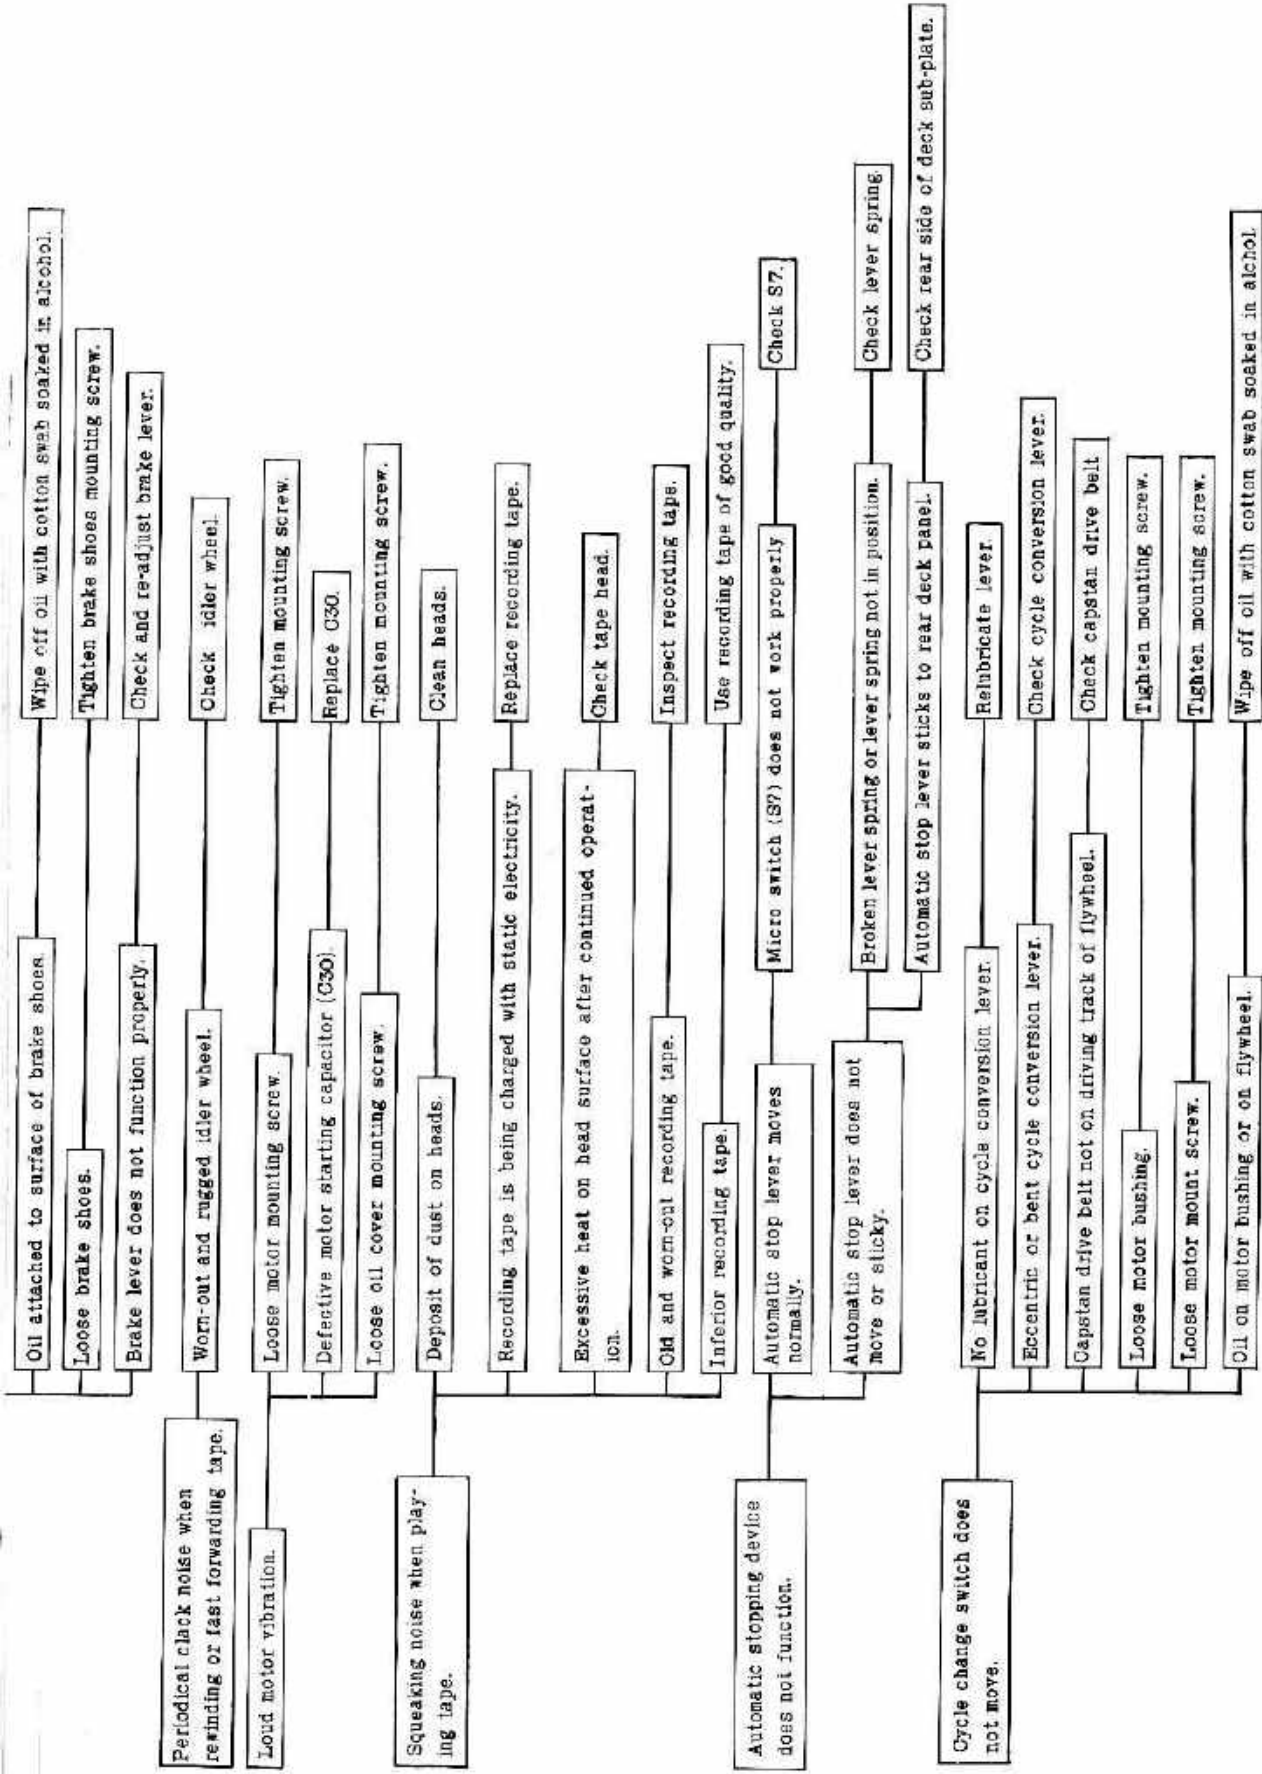 Oil attached to surface of brake shoes.
Wipe off oil with cotton swab soaked in alcohol.
Loose brake shoes.
Tighten brake shoes mounting screw.
Brake lever does not function properly.
Check and re-adjust brake lever.
Periodical clack noise when
rewinding or fast forwarding tape.
Worn-out and rugged idler wheel.
Check idler wheel.
Loud motor vibration.
Loose motor mounting screw.
Tighten mounting screw.
Defective motor starting capacitor (C30).
Replace C30.
Loose oil cover mounting screw.
Tighten mounting screw.
Squeaking noise when play-
ing tape.
Deposit of dust on heads.
Clean heads.
Recording tape is being charged with static electricity.
Replace recording tape.
Excessive heat on head surface after continued operat-
ion.
Check tape head.
Old and worn-out recording tape.
Inspect recording tape.
Inferior recording tape.
Use recording tape of good quality.
Automatic stopping device
does not function.
Automatic stop lever moves
normally.
Micro switch (S7) does not work properly
Check S7.
Automatic stop lever does not
move or sticky.
Broken lever spring or lever spring not in position.
Check lever spring.
Automatic stop lever sticks to rear deck panel.
Check rear side of deck sub-plate.
Cycle change switch does
not move.
No lubricant on cycle conversion lever.
Relubricate lever.
Eccentric or bent cycle conversion lever.
Check cycle conversion lever.
Capstan drive belt not on driving track of flywheel.
Check capstan drive belt
Loose motor bushing.
Tighten mounting screw.
Loose motor mount screw.
Tighten mounting screw.
Oil on motor bushing or on flywheel.
Wipe off oil with cotton swab soaked in alchol.